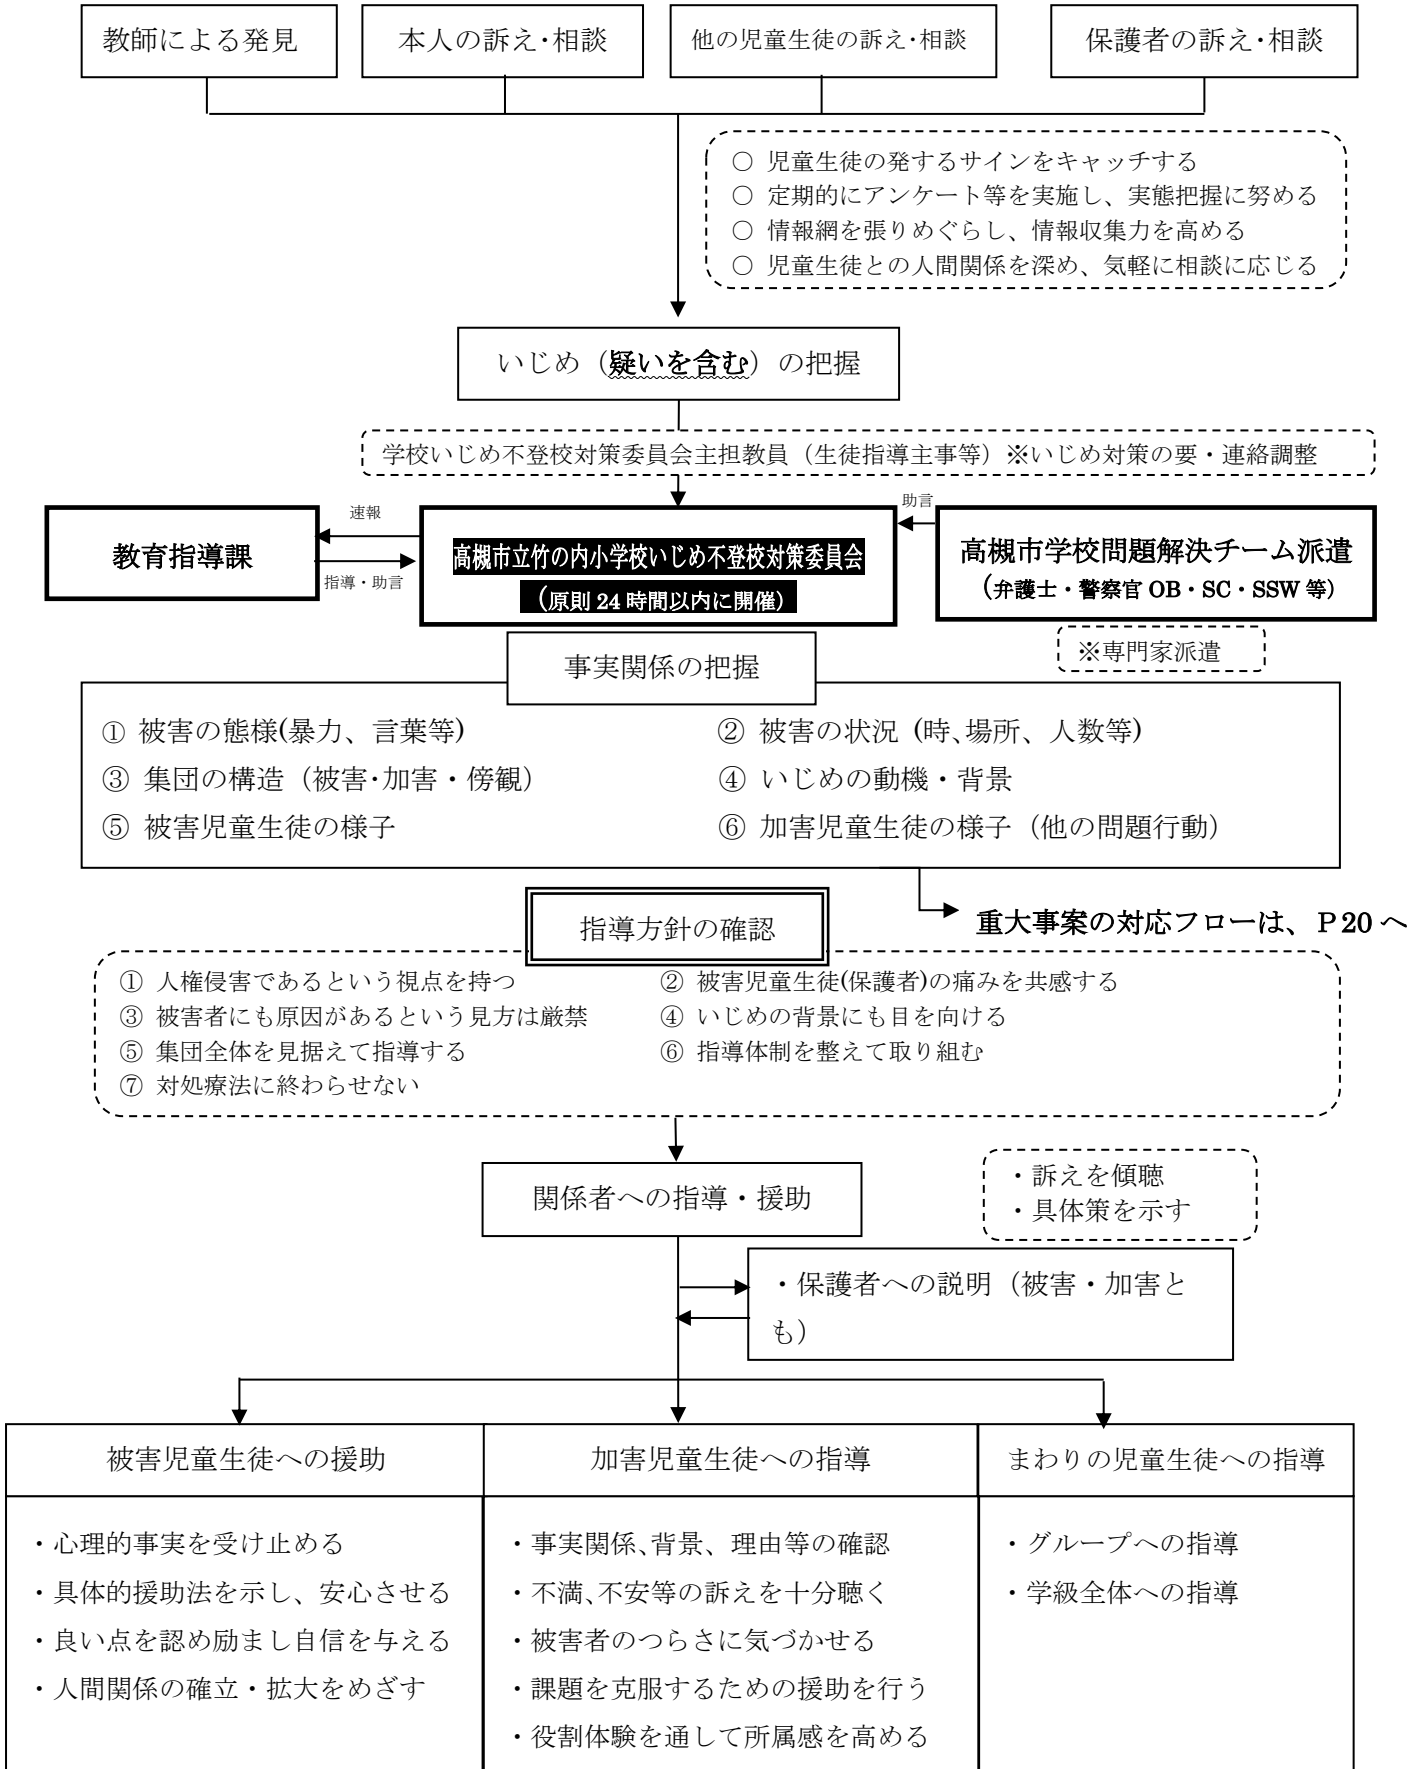 教師による発見
本人の訴え･相談
他の児童生徒の訴え･相談
保護者の訴え･相談
○ 児童生徒の発するサインをキャッチする
○ 定期的にアンケート等を実施し、実態把握に努める
○ 情報網を張りめぐらし、情報収集力を高める
○ 児童生徒との人間関係を深め、気軽に相談に応じる
いじめ（疑いを含む）の把握
学校いじめ不登校対策委員会主担教員（生徒指導主事等）※いじめ対策の要・連絡調整
教育指導課
速報
指導・助言
高槻市立竹の内小学校いじめ不登校対策委員会
（原則 24 時間以内に開催）
助言
高槻市学校問題解決チーム派遣
（弁護士・警察官 OB・SC・SSW 等）
※専門家派遣
事実関係の把握
① 被害の態様(暴力、言葉等)
② 被害の状況 (時､場所、人数等)
③ 集団の構造（被害･加害・傍観）
④ いじめの動機・背景
⑤ 被害児童生徒の様子
⑥ 加害児童生徒の様子（他の問題行動）
重大事案の対応フローは、Ｐ20 へ
指導方針の確認
① 人権侵害であるという視点を持つ
② 被害児童生徒(保護者)の痛みを共感する
③ 被害者にも原因があるという見方は厳禁
④ いじめの背景にも目を向ける
⑤ 集団全体を見据えて指導する
⑥ 指導体制を整えて取り組む
⑦ 対処療法に終わらせない
関係者への指導・援助
・訴えを傾聴
・具体策を示す
・保護者への説明（被害・加害と
も）
被害児童生徒への援助
・心理的事実を受け止める
・具体的援助法を示し、安心させる
・良い点を認め励まし自信を与える
・人間関係の確立・拡大をめざす
加害児童生徒への指導
・事実関係､背景、理由等の確認
・不満､不安等の訴えを十分聴く
・被害者のつらさに気づかせる
・課題を克服するための援助を行う
・役割体験を通して所属感を高める
まわりの児童生徒への指導
・グループへの指導
・学級全体への指導